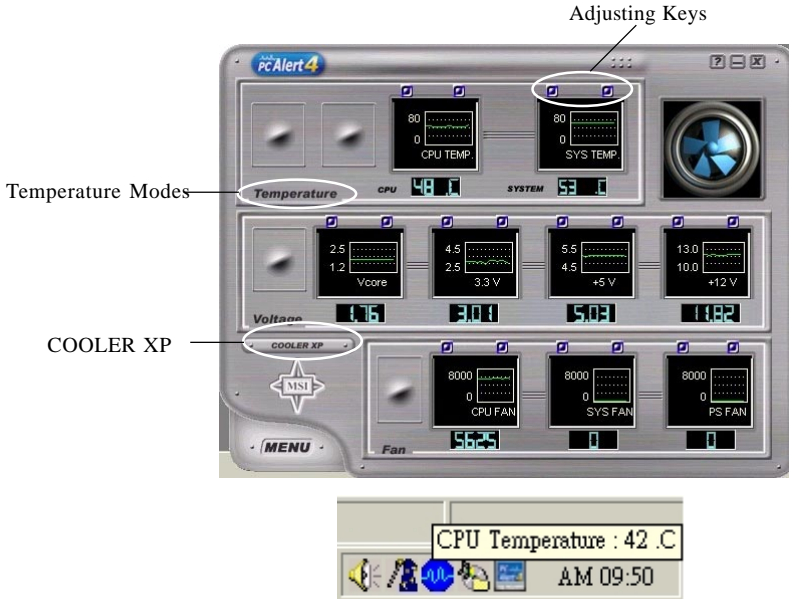 Adjusting Keys
PC Alert 4
? — X
80
0
CPU TEMP.
80
0
SYS TEMP.
Temperature Modes
Temperature
CPU 48 .C
SYSTEM 53 .C
2.5
1.2
Vcore
4.5
2.5
3.3 V
5.5
4.5
+5 V
13.0
10.0
+12 V
Voltage
1.76
3.01
5.03
11.82
COOLER XP
COOLER XP
MSI
8000
0
CPU FAN
8000
0
SYS FAN
8000
0
PS FAN
MENU
Fan
5625
0
0
CPU Temperature : 42 .C
AM 09:50